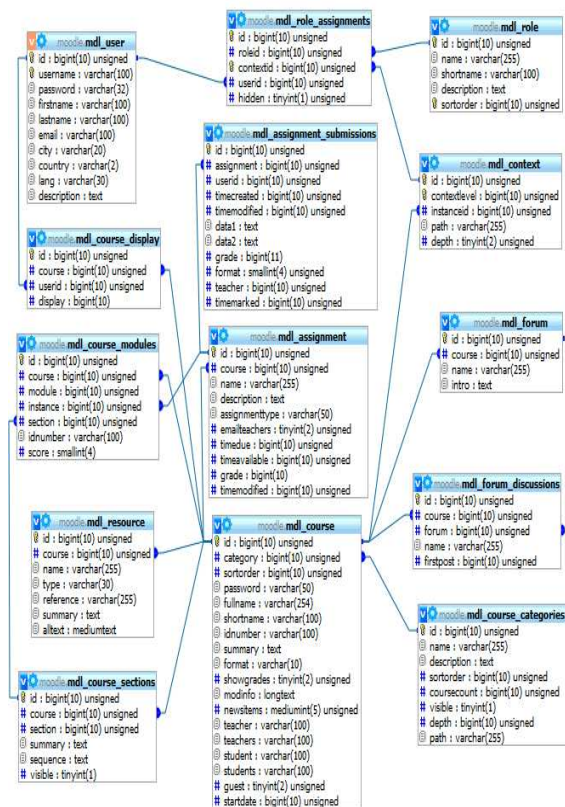 moodle.mdl_user
id : bigint(10) unsigned
username : varchar(100)
password : varchar(32)
firstname : varchar(100)
lastname : varchar(100)
email : varchar(100)
city : varchar(20)
country : varchar(2)
lang : varchar(30)
description : text
moodle.mdl_role_assignments
id : bigint(10) unsigned
roleid : bigint(10) unsigned
contextid : bigint(10) unsigned
userid : bigint(10) unsigned
hidden : tinyint(1) unsigned
moodle.mdl_role
id : bigint(10) unsigned
name : varchar(255)
shortname : varchar(100)
description : text
sortorder : bigint(10) unsigned
moodle.mdl_assignment_submissions
id : bigint(10) unsigned
assignment : bigint(10) unsigned
userid : bigint(10) unsigned
timecreated : bigint(10) unsigned
timemodified : bigint(10) unsigned
data1 : text
data2 : text
grade : bigint(11)
format : smallint(4) unsigned
teacher : bigint(10) unsigned
timemarked : bigint(10) unsigned
moodle.mdl_context
id : bigint(10) unsigned
contextlevel : bigint(10) unsigned
instanceid : bigint(10) unsigned
path : varchar(255)
depth : tinyint(2) unsigned
moodle.mdl_course_display
id : bigint(10) unsigned
course : bigint(10) unsigned
userid : bigint(10) unsigned
display : bigint(10)
moodle.mdl_course_modules
id : bigint(10) unsigned
course : bigint(10) unsigned
module : bigint(10) unsigned
instance : bigint(10) unsigned
section : bigint(10) unsigned
idnumber : varchar(100)
score : smallint(4)
moodle.mdl_assignment
id : bigint(10) unsigned
course : bigint(10) unsigned
name : varchar(255)
description : text
assignmenttype : varchar(50)
emailteachers : tinyint(2) unsigned
timedue : bigint(10) unsigned
timeavailable : bigint(10) unsigned
grade : bigint(10)
timemodified : bigint(10) unsigned
moodle.mdl_forum
id : bigint(10) unsigned
course : bigint(10) unsigned
name : varchar(255)
intro : text
moodle.mdl_forum_discussions
id : bigint(10) unsigned
course : bigint(10) unsigned
forum : bigint(10) unsigned
name : varchar(255)
firstpost : bigint(10) unsigned
moodle.mdl_resource
id : bigint(10) unsigned
course : bigint(10) unsigned
name : varchar(255)
type : varchar(30)
reference : varchar(255)
summary : text
alltext : mediumtext
moodle.mdl_course
id : bigint(10) unsigned
category : bigint(10) unsigned
sortorder : bigint(10) unsigned
password : varchar(50)
fullname : varchar(254)
shortname : varchar(100)
idnumber : varchar(100)
summary : text
format : varchar(10)
showgrades : tinyint(2) unsigned
modinfo : longtext
newsitems : mediumint(5) unsigned
teacher : varchar(100)
teachers : varchar(100)
student : varchar(100)
students : varchar(100)
guest : tinyint(2) unsigned
startdate : bigint(10) unsigned
moodle.mdl_course_categories
id : bigint(10) unsigned
name : varchar(255)
description : text
sortorder : bigint(10) unsigned
coursecount : bigint(10) unsigned
visible : tinyint(1)
depth : bigint(10) unsigned
path : varchar(255)
moodle.mdl_course_sections
id : bigint(10) unsigned
course : bigint(10) unsigned
section : bigint(10) unsigned
summary : text
sequence : text
visible : tinyint(1)